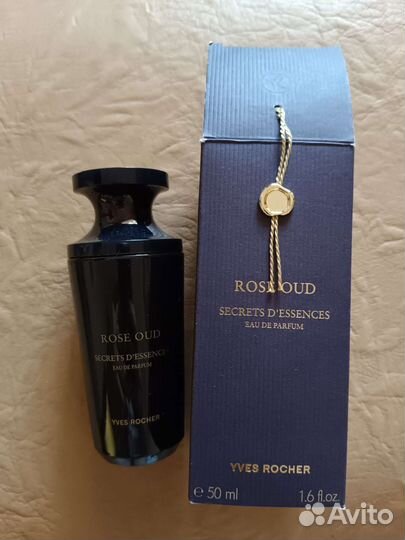 ROSE OUD
SECRETS D'ESSENCES
EAU DE PARFUM
YVES ROCHER
ROSE OUD
SECRETS D'ESSENCES
EAU DE PARFUM
YVES ROCHER
e 50 ml 1.6 fl.oz.
Avito